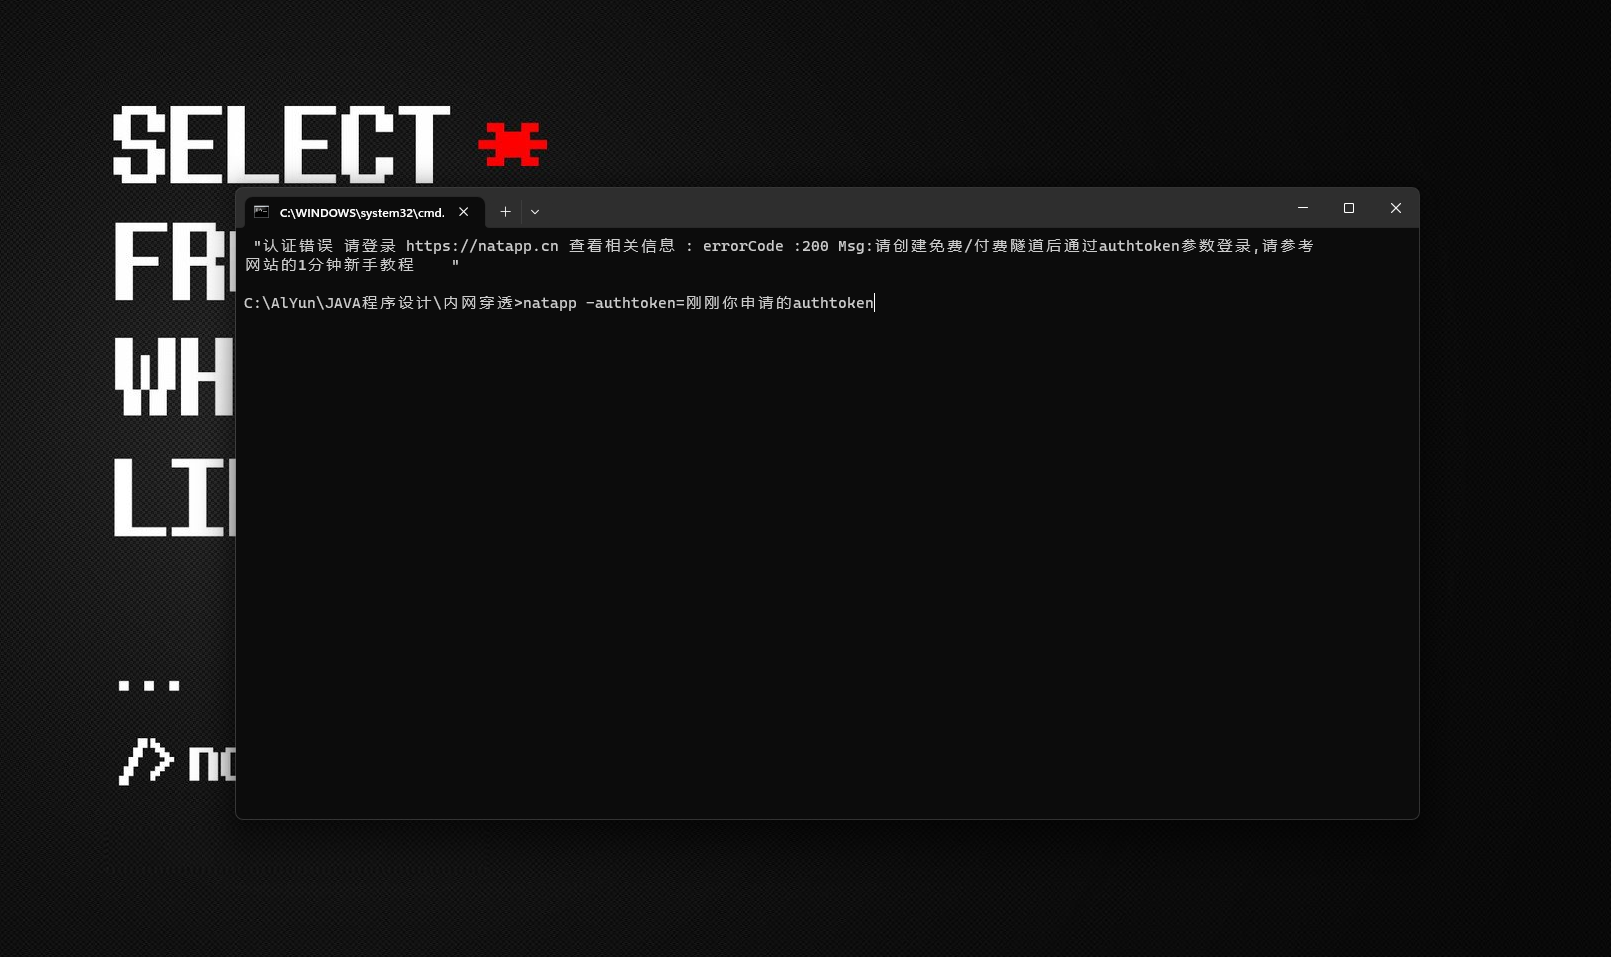 SELECT *
C:\WINDOWS\system32\cmd.
"认证错误 请登录 https://natapp.cn 查看相关信息 : errorCode :200 Msg:请创建免费/付费隧道后通过authtoken参数登录,请参考
网站的1分钟新手教程    "
C:\AlYun\JAVA程序设计\内网穿透>natapp -authtoken=刚刚你申请的authtoken
FR
WH
LI
...
/> no